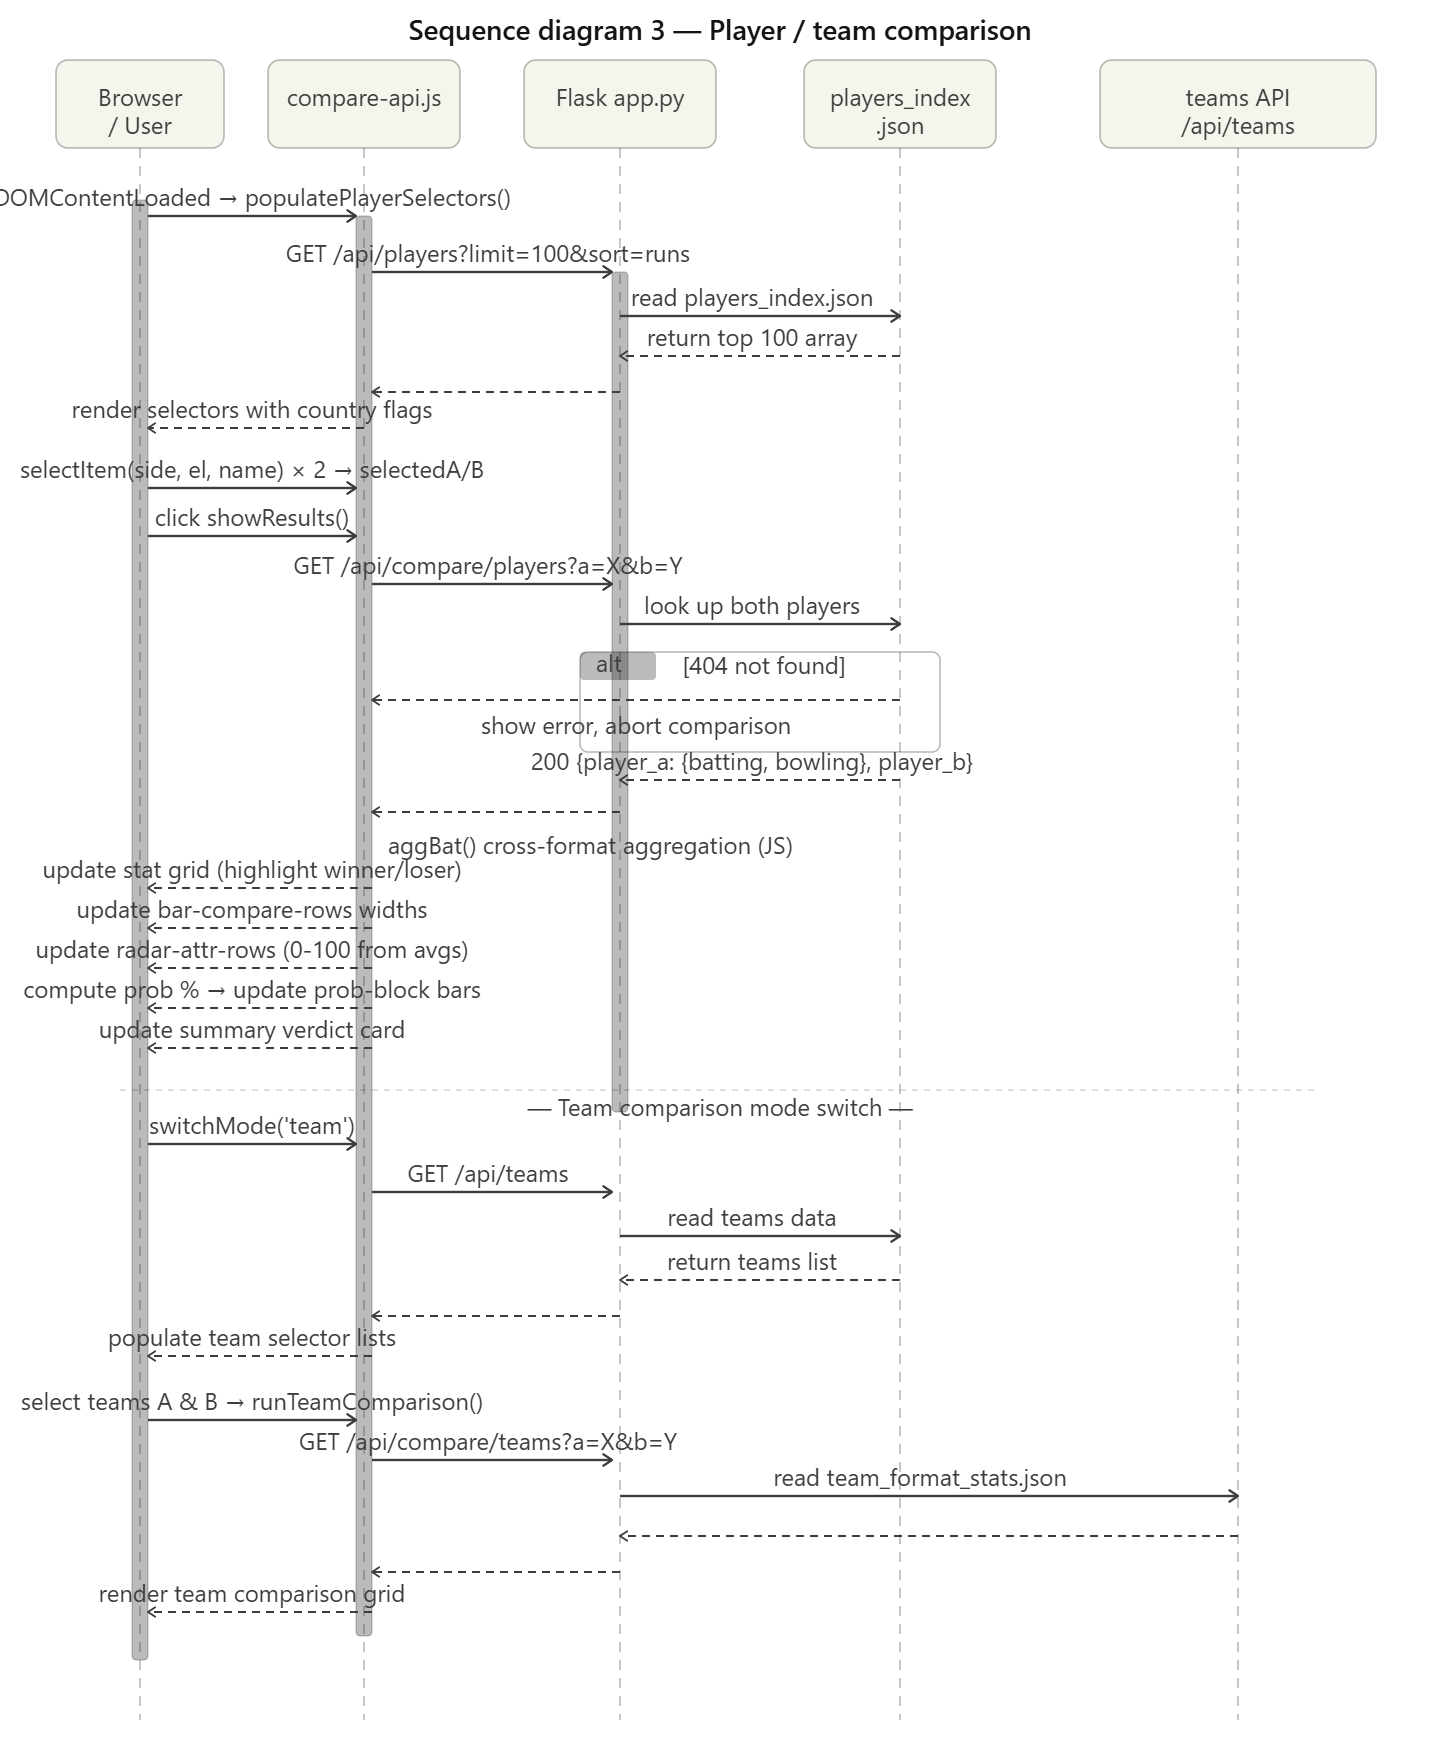 Sequence diagram 3 — Player / team comparison
Browser
/ User
compare-api.js
Flask app.py
players_index
.json
teams API
/api/teams
DOMContentLoaded → populatePlayerSelectors()
GET /api/players?limit=100&sort=runs
read players_index.json
return top 100 array
render selectors with country flags
selectItem(side, el, name) × 2 → selectedA/B
click showResults()
GET /api/compare/players?a=X&b=Y
look up both players
alt
[404 not found]
show error, abort comparison
200 {player_a: {batting, bowling}, player_b}
aggBat() cross-format aggregation (JS)
update stat grid (highlight winner/loser)
update bar-compare-rows widths
update radar-attr-rows (0-100 from avgs)
compute prob % → update prob-block bars
update summary verdict card
— Team comparison mode switch —
switchMode('team')
GET /api/teams
read teams data
return teams list
populate team selector lists
select teams A & B → runTeamComparison()
GET /api/compare/teams?a=X&b=Y
read team_format_stats.json
render team comparison grid